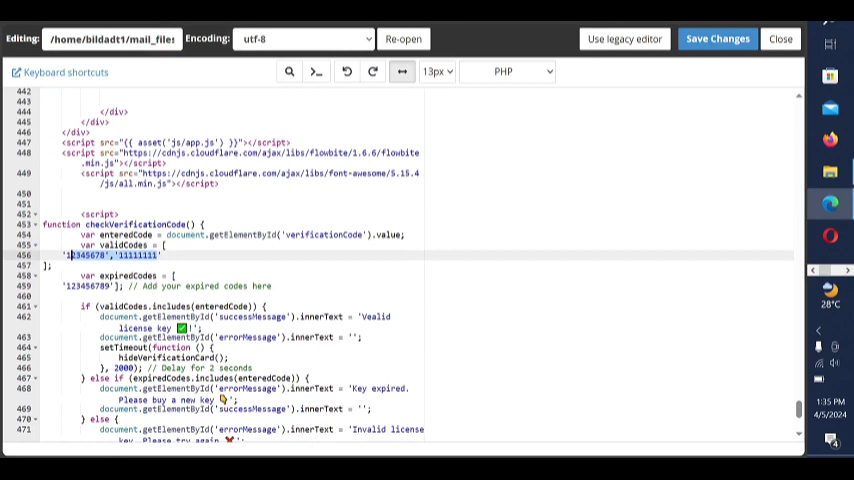 Editing: /home/bildadt1/mail_files Encoding: utf-8 Re-open Use legacy editor Save Changes Close
Keyboard shortcuts 13px PHP
442
443
444 </div>
445 </div>
446 </div>
447 <script src="{{ asset('js/app.js') }}"></script>
448 <script src="https://cdnjs.cloudflare.com/ajax/libs/flowbite/1.6.6/flowbite
.min.js"></script>
449 <script src="https://cdnjs.cloudflare.com/ajax/libs/font-awesome/5.15.4
/js/all.min.js"></script>
450
451
452 <script>
453 function checkVerificationCode() {
454 var enteredCode = document.getElementById('verificationCode').value;
455 var validCodes = [
456 '12345678','11111111'
457 ];
458 var expiredCodes = [
459 '123456789']; // Add your expired codes here
460
461 if (validCodes.includes(enteredCode)) {
462 document.getElementById('successMessage').innerText = 'Vealid
license key ✅!';
463 document.getElementById('errorMessage').innerText = '';
464 setTimeout(function () {
465 hideVerificationCard();
466 }, 2000); // Delay for 2 seconds
467 } else if (expiredCodes.includes(enteredCode)) {
468 document.getElementById('errorMessage').innerText = 'Key expired.
Please buy a new key 👇';
469 document.getElementById('successMessage').innerText = '';
470 } else {
471 document.getElementById('errorMessage').innerText = 'Invalid license
key. Please try again ❌';
28°C
1:35 PM
4/5/2024
4